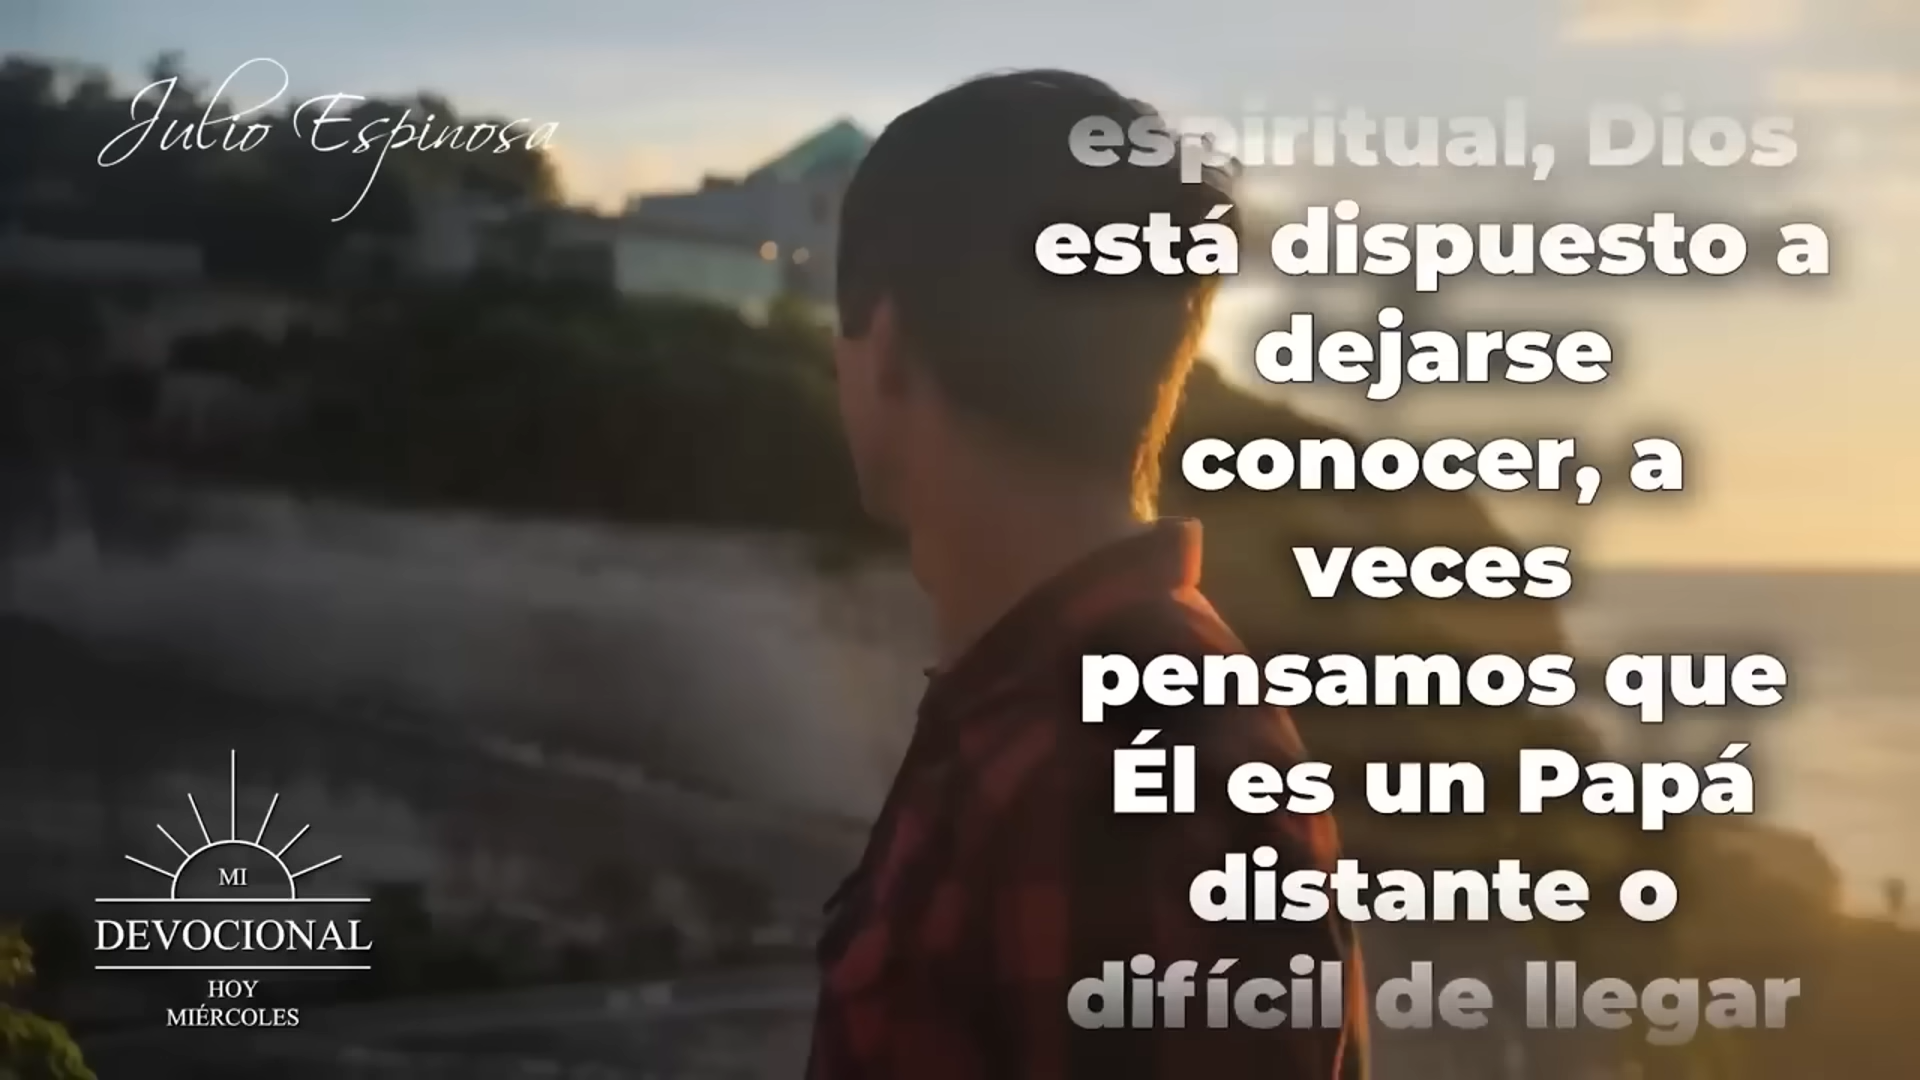 Julio Espinosa
espiritual, Dios
está dispuesto a
dejarse
conocer, a
veces
pensamos que
Él es un Papá
distante o
difícil de llegar
MI
DEVOCIONAL
HOY
MIÉRCOLES